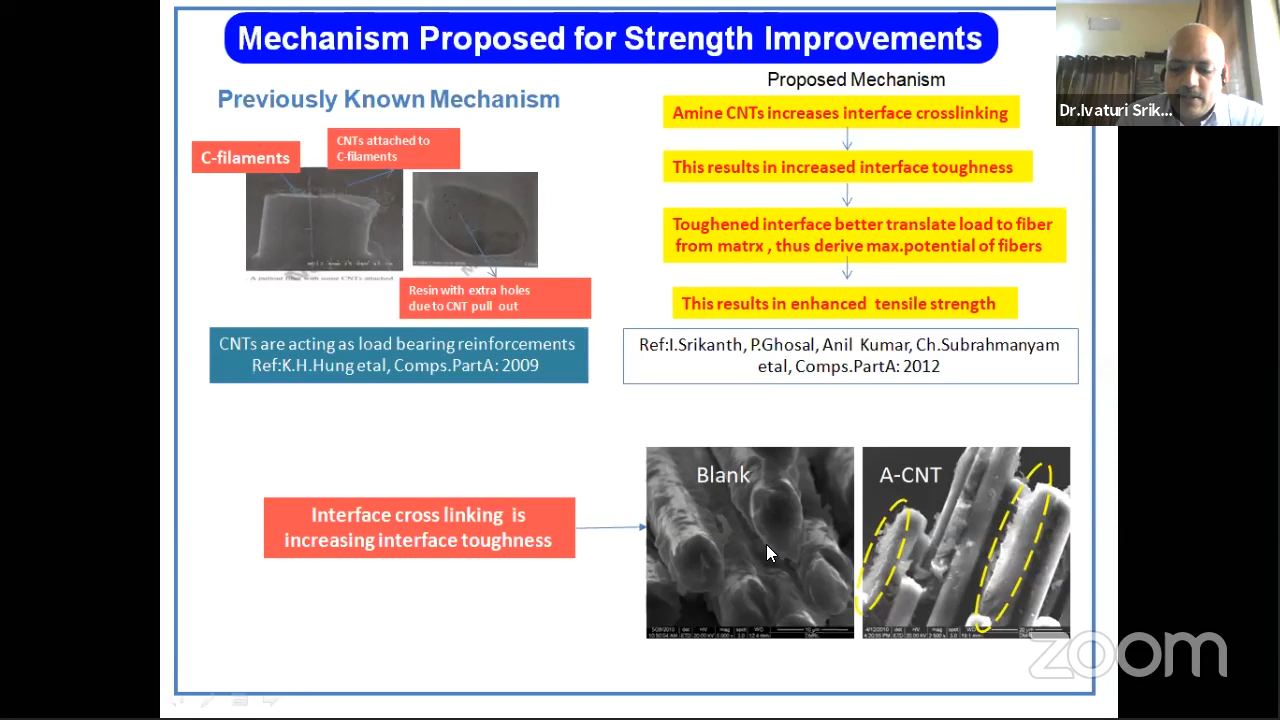 Mechanism Proposed for Strength Improvements
Previously Known Mechanism
C-filaments
CNTs attached to
C-filaments
Resin with extra holes
due to CNT pull out
CNTs are acting as load bearing reinforcements
Ref:K.H.Hung etal, Comps.PartA: 2009
Proposed Mechanism
Amine CNTs increases interface crosslinking
This results in increased interface toughness
Toughened interface better translate load to fiber
from matrx , thus derive max.potential of fibers
This results in enhanced tensile strength
Ref:I.Srikanth, P.Ghosal, Anil Kumar, Ch.Subrahmanyam
etal, Comps.PartA: 2012
Interface cross linking is
increasing interface toughness
Blank
A-CNT
Dr.Ivaturi Srik...
zoom